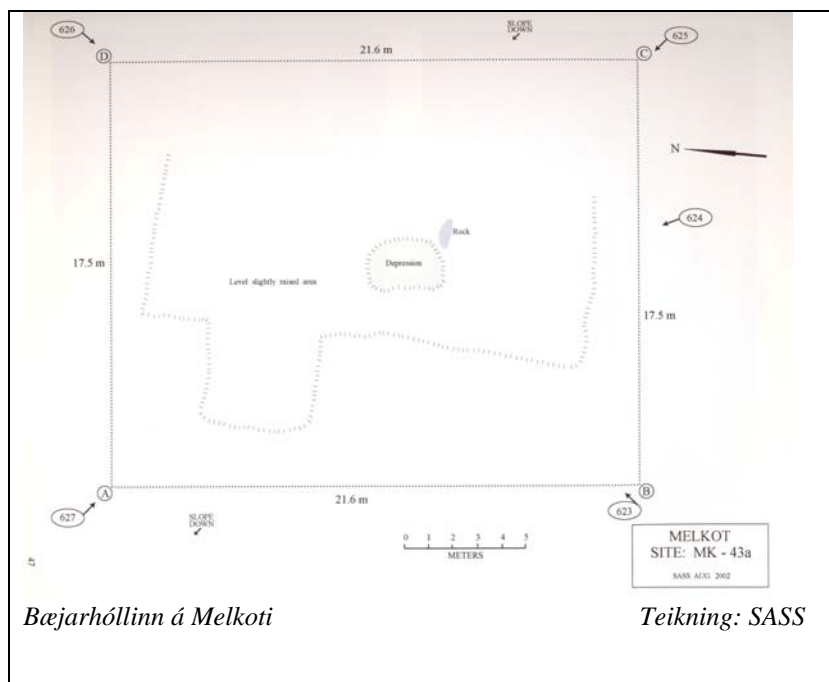 626
D
21.6 m
SLOPE
DOWN
C
625
N
624
Rock
Depression
Level slightly raised area
17.5 m
17.5 m
A
21.6 m
B
627
623
SLOPE
DOWN
0 1 2 3 4 5
METERS
MELKOT
SITE: MK - 43a
SASS AUG. 2002
47
Bæjarhóllinn á Melkoti Teikning: SASS